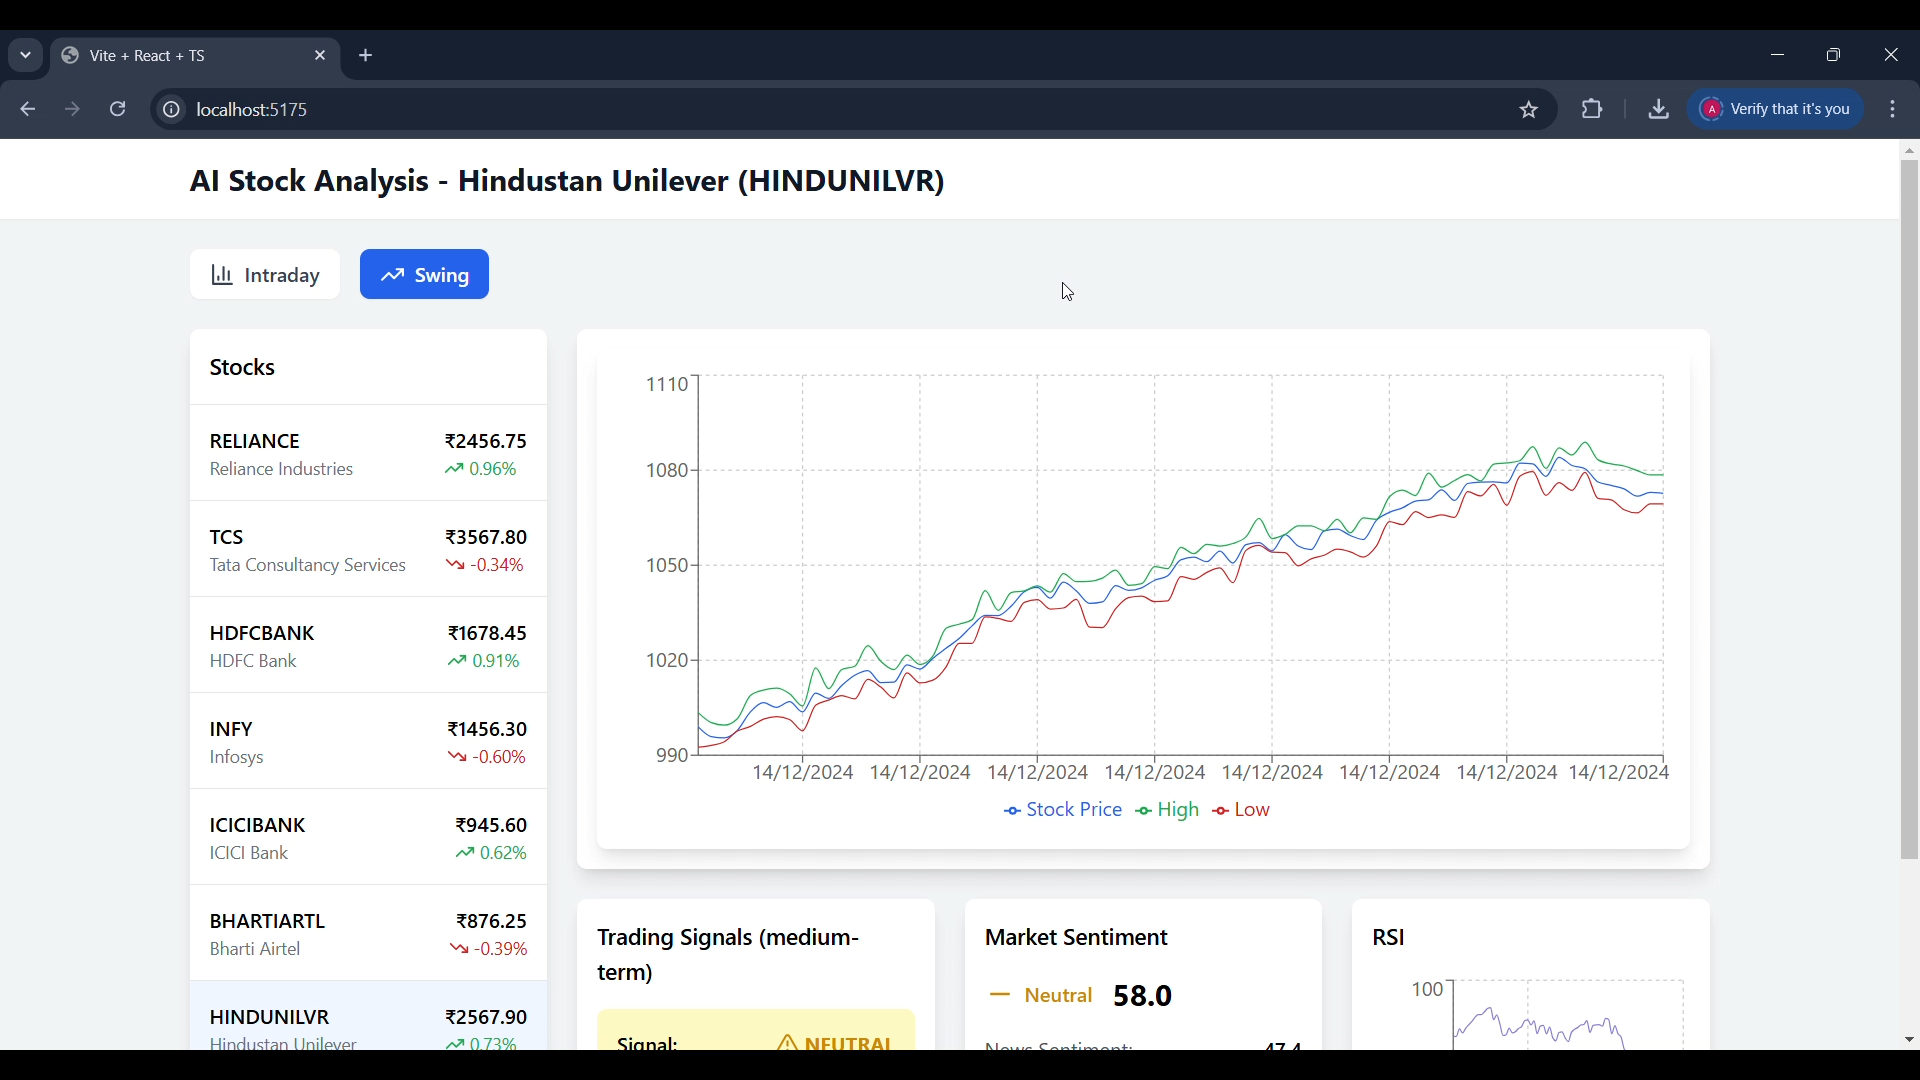 Vite + React + TS
localhost:5175
A Verify that it's you
AI Stock Analysis - Hindustan Unilever (HINDUNILVR)
Intraday
Swing
Stocks
RELIANCE ₹2456.75
Reliance Industries 0.96%
TCS ₹3567.80
Tata Consultancy Services -0.34%
HDFCBANK ₹1678.45
HDFC Bank 0.91%
INFY ₹1456.30
Infosys -0.60%
ICICIBANK ₹945.60
ICICI Bank 0.62%
BHARTIARTL ₹876.25
Bharti Airtel -0.39%
HINDUNILVR ₹2567.90
Hindustan Unilever 0.73%
1110
1080
1050
1020
990
14/12/2024 14/12/2024 14/12/2024 14/12/2024 14/12/2024 14/12/2024 14/12/2024 14/12/2024
Stock Price High Low
Trading Signals (medium-
term)
Signal: NEUTRAL
Market Sentiment
Neutral 58.0
News Sentiment: 47.4
RSI
100